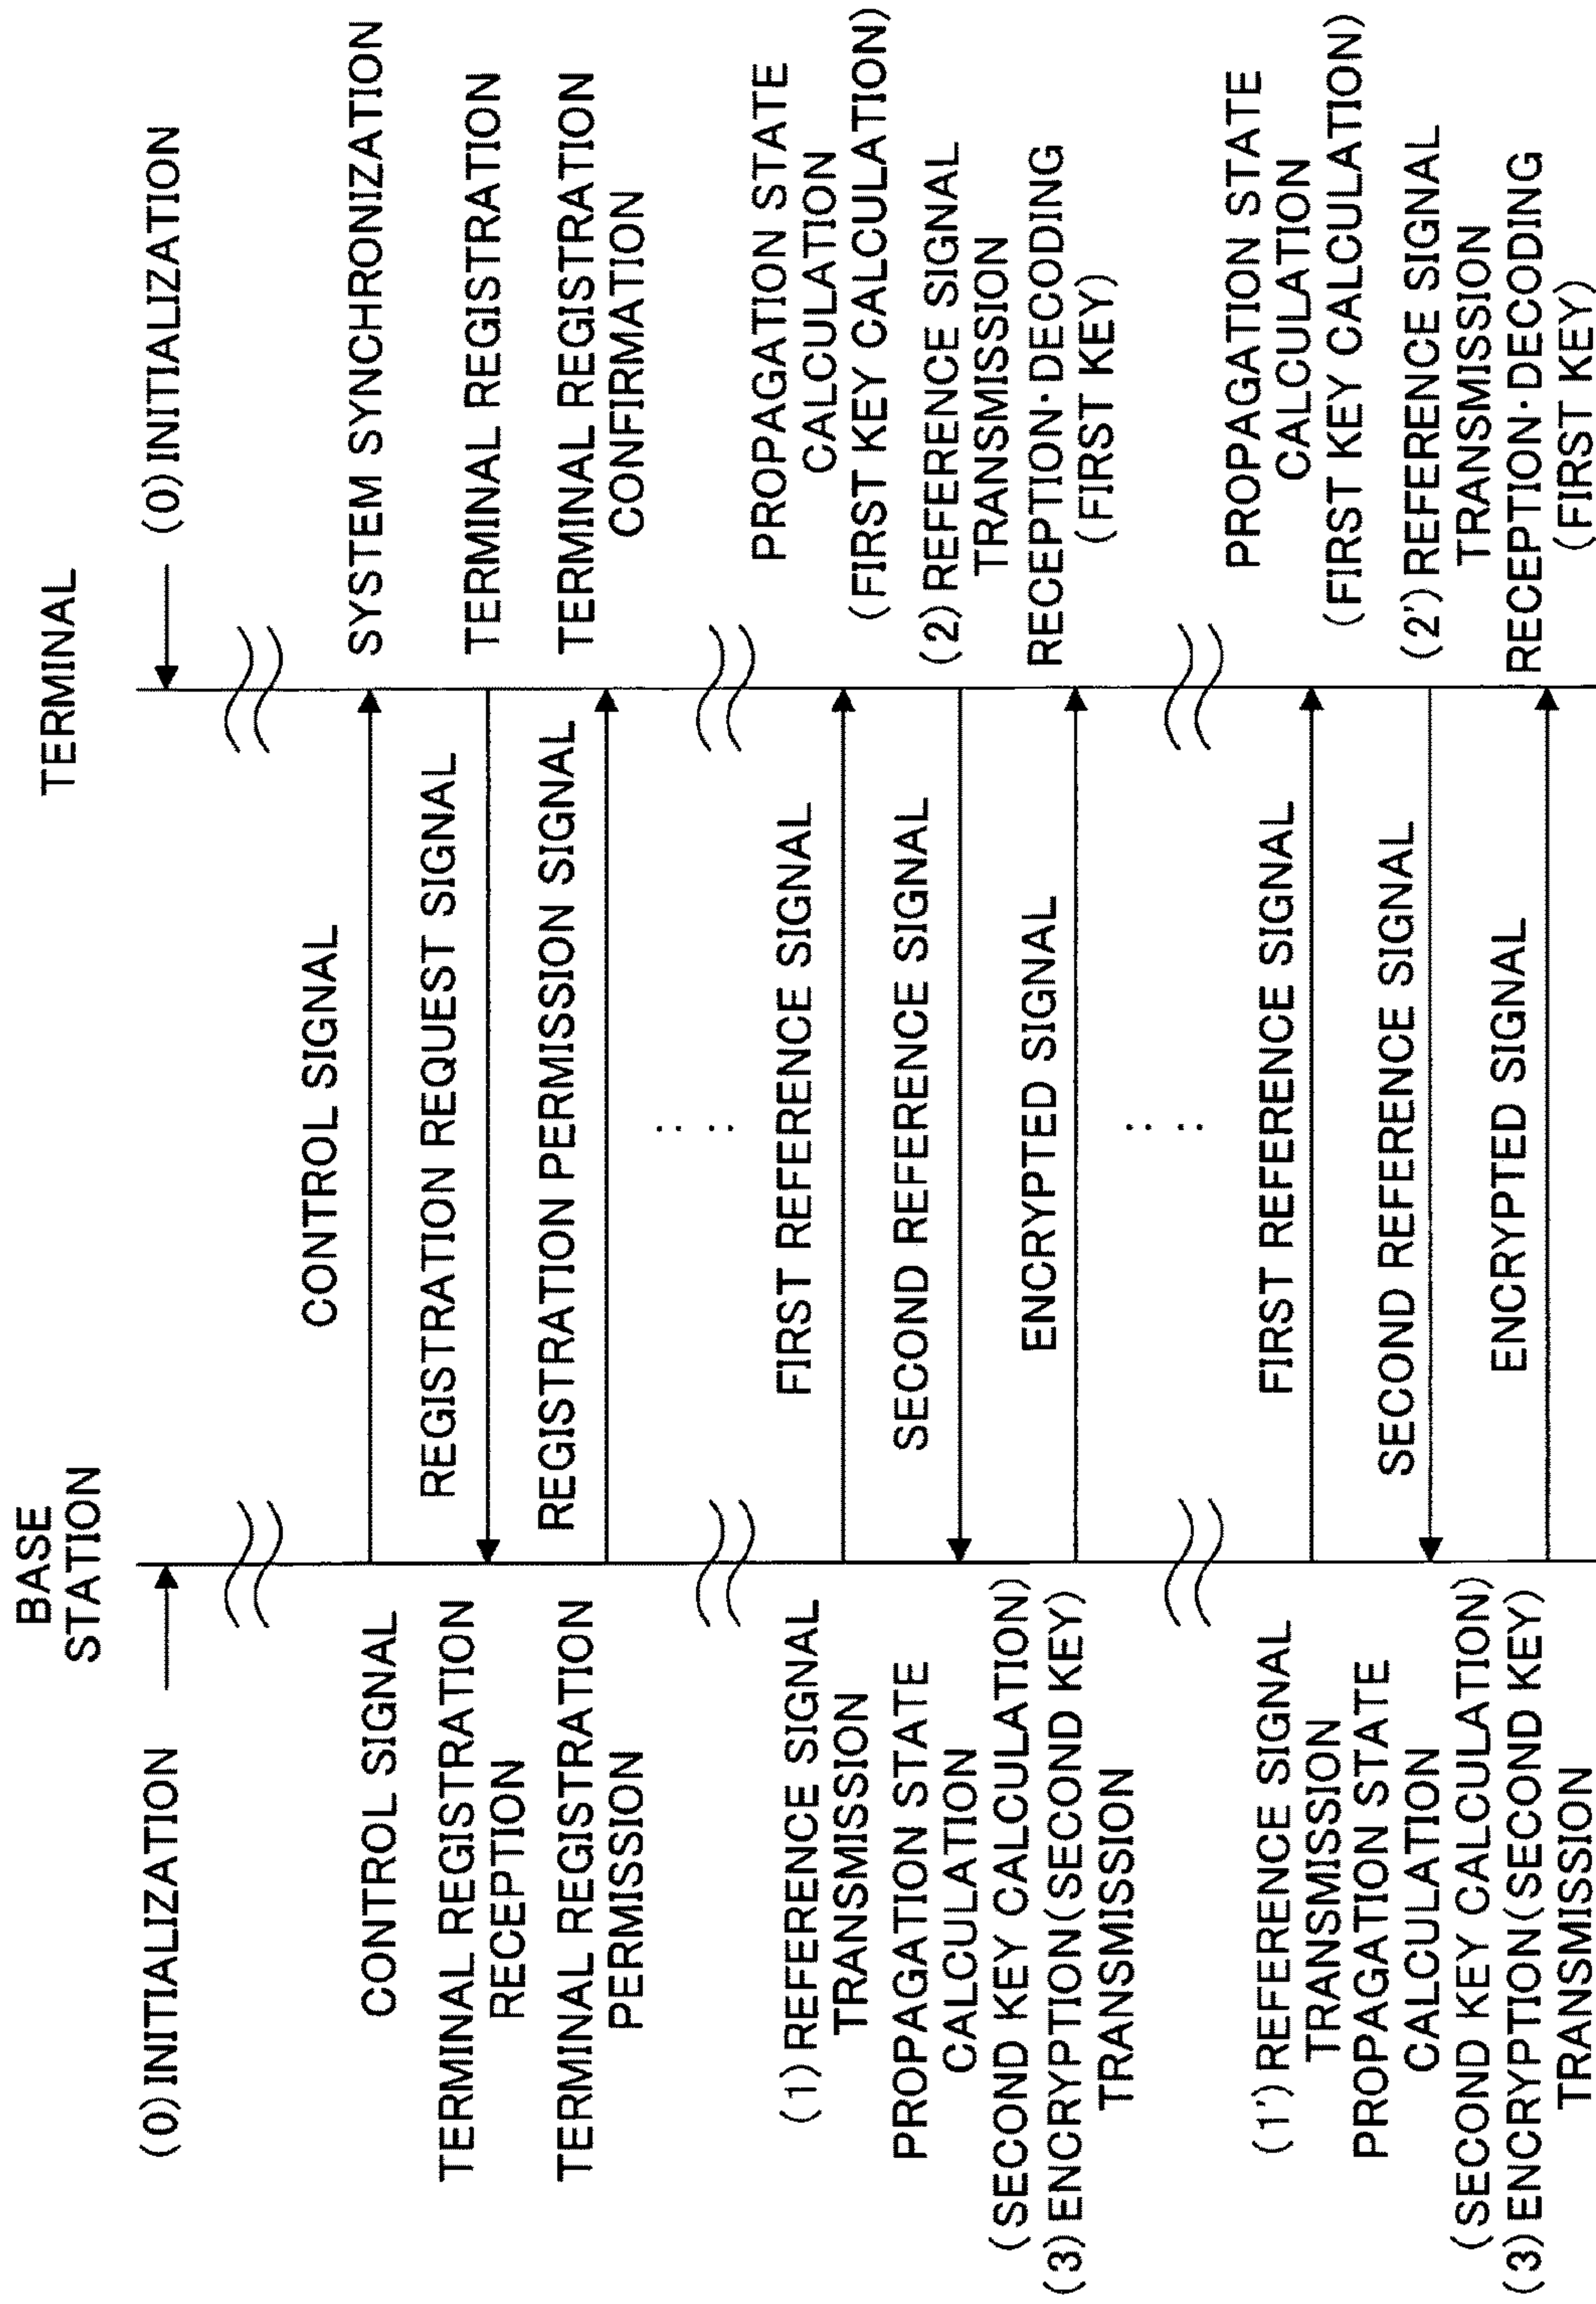 BASE
STATION
TERMINAL
(0) INITIALIZATION
(0) INITIALIZATION
CONTROL SIGNAL
CONTROL SIGNAL
SYSTEM SYNCHRONIZATION
TERMINAL REGISTRATION
RECEPTION
REGISTRATION REQUEST SIGNAL
TERMINAL REGISTRATION
TERMINAL REGISTRATION
PERMISSION
REGISTRATION PERMISSION SIGNAL
TERMINAL REGISTRATION
CONFIRMATION
(1) REFERENCE SIGNAL
TRANSMISSION
FIRST REFERENCE SIGNAL
PROPAGATION STATE
CALCULATION
(FIRST KEY CALCULATION)
PROPAGATION STATE
CALCULATION
(SECOND KEY CALCULATION)
SECOND REFERENCE SIGNAL
(2) REFERENCE SIGNAL
TRANSMISSION
(3) ENCRYPTION(SECOND KEY)
TRANSMISSION
ENCRYPTED SIGNAL
RECEPTION·DECODING
(FIRST KEY)
(1') REFERENCE SIGNAL
TRANSMISSION
FIRST REFERENCE SIGNAL
PROPAGATION STATE
CALCULATION
(FIRST KEY CALCULATION)
PROPAGATION STATE
CALCULATION
(SECOND KEY CALCULATION)
SECOND REFERENCE SIGNAL
(2') REFERENCE SIGNAL
TRANSMISSION
(3) ENCRYPTION(SECOND KEY)
TRANSMISSION
ENCRYPTED SIGNAL
RECEPTION·DECODING
(FIRST KEY)